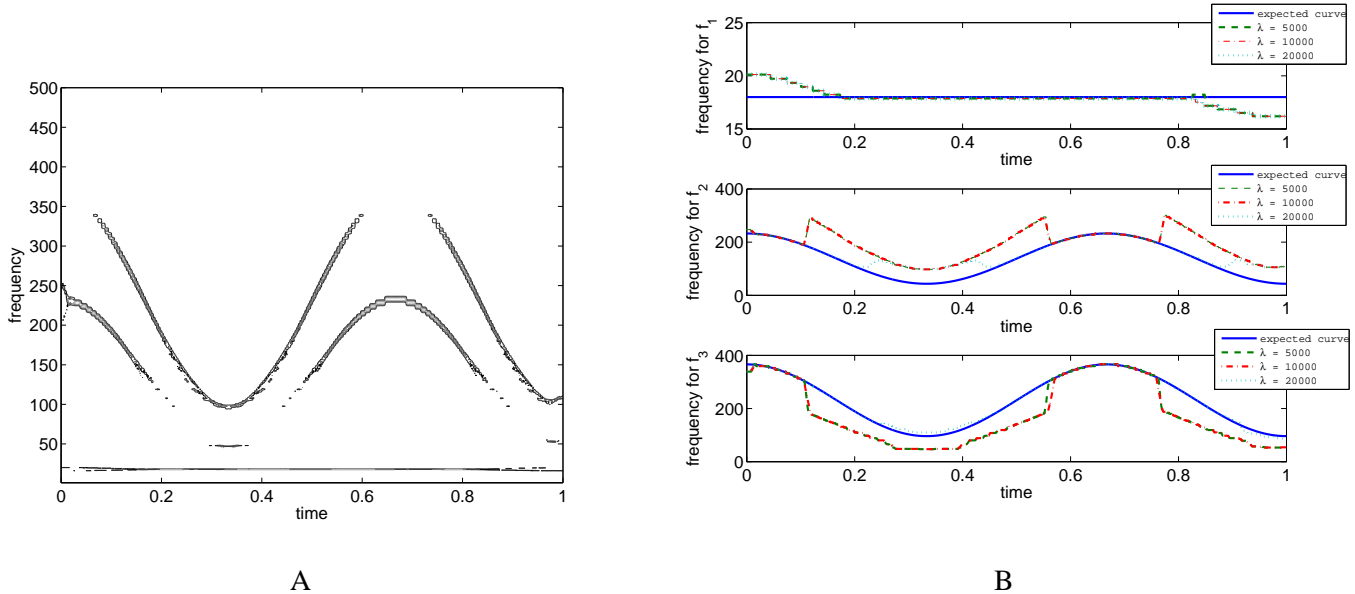 500
450
400
350
300
250
200
150
100
50
frequency
0 0.2 0.4 0.6 0.8 1
time
A
25
20
15
frequency for f1
0 0.2 0.4 0.6 0.8 1
time
expected curve
λ = 5000
λ = 10000
λ = 20000
400
200
0
frequency for f2
0 0.2 0.4 0.6 0.8 1
time
expected curve
λ = 5000
λ = 10000
λ = 20000
400
200
0
frequency for f3
0 0.2 0.4 0.6 0.8 1
time
expected curve
λ = 5000
λ = 10000
λ = 20000
B